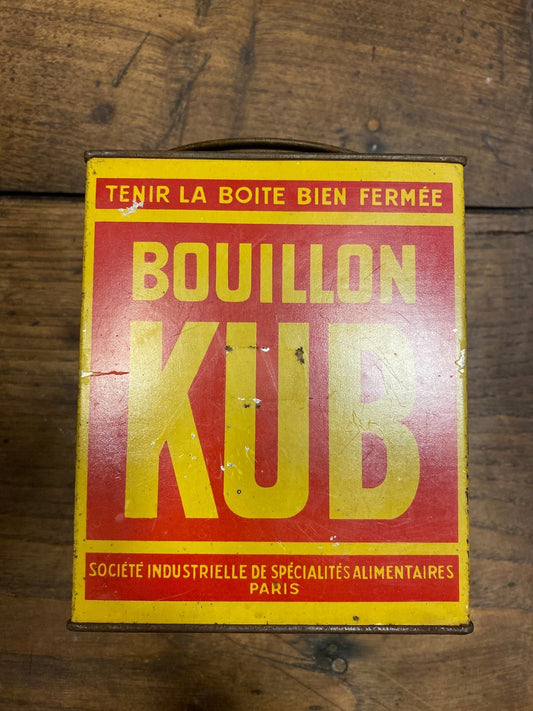 TENIR LA BOITE BIEN FERMÉE
BOUILLON
KUB
SOCIÉTÉ INDUSTRIELLE DE SPÉCIALITÉS ALIMENTAIRES
PARIS